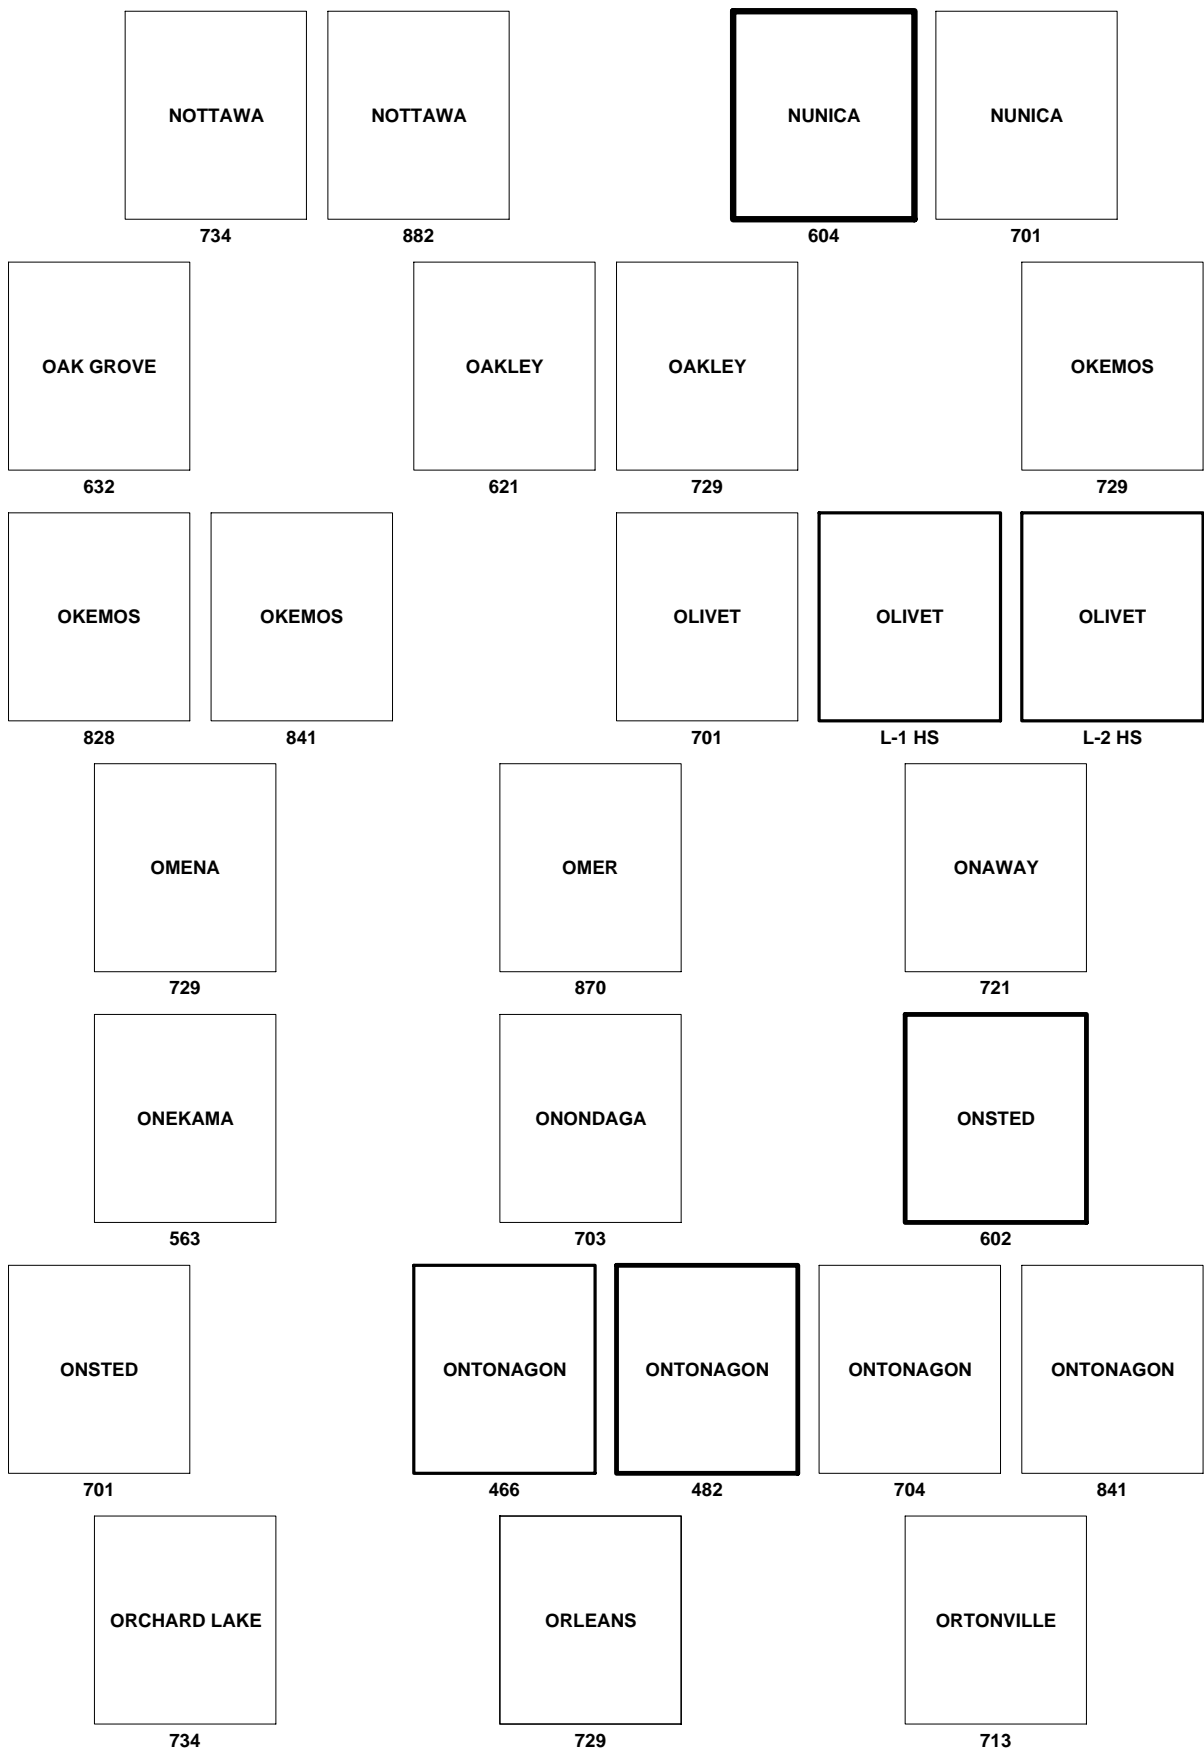 NOTTAWA NOTTAWA NUNICA NUNICA
734 882 604 701
OAK GROVE OAKLEY OAKLEY OKEMOS
632 621 729 729
OKEMOS OKEMOS OLIVET OLIVET OLIVET
828 841 701 L-1 HS L-2 HS
OMENA OMER ONAWAY
729 870 721
ONEKAMA ONONDAGA ONSTED
563 703 602
ONSTED ONTONAGON ONTONAGON ONTONAGON ONTONAGON
701 466 482 704 841
ORCHARD LAKE ORLEANS ORTONVILLE
734 729 713